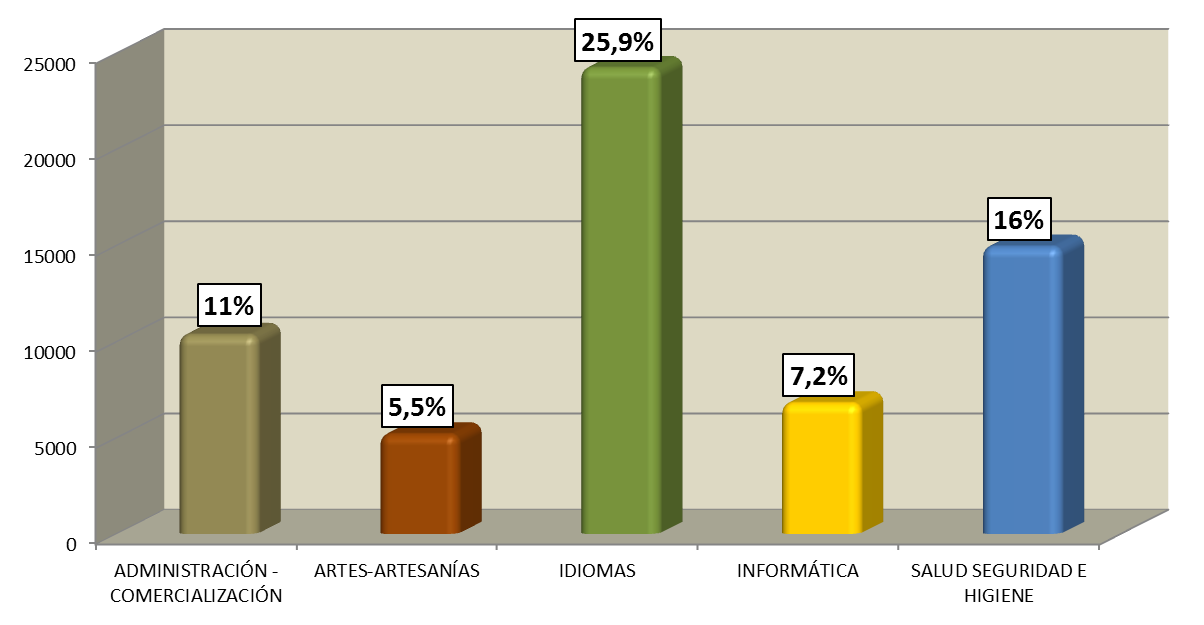 25,9%
25000
20000
16%
15000
11%
10000
7,2%
5,5%
5000
0
ADMINISTRACIÓN -
COMERCIALIZACIÓN
ARTES-ARTESANÍAS
IDIOMAS
INFORMÁTICA
SALUD SEGURIDAD E
HIGIENE